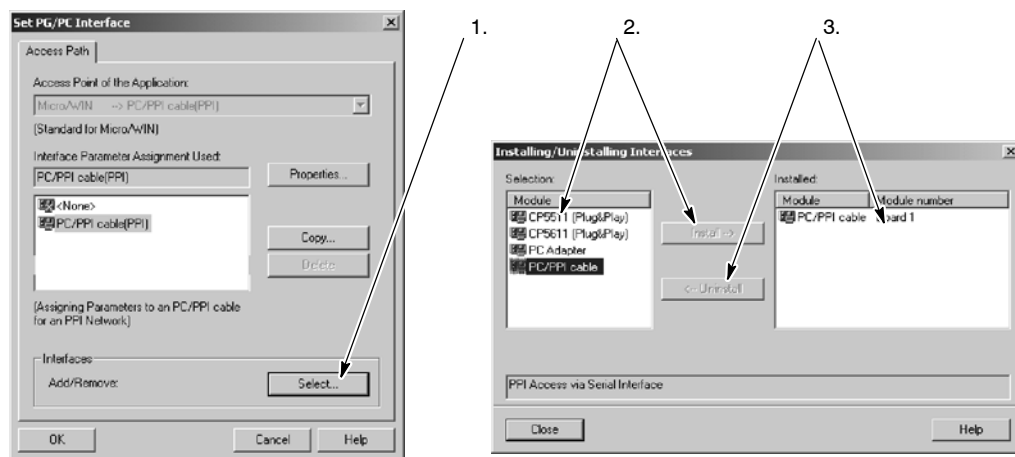 Set PG/PC Interface
1.
2.
3.
Access Path
Access Point of the Application:
Micro/WIN --> PC/PPI cable(PPI)
(Standard for Micro/WIN)
Interface Parameter Assignment Used:
PC/PPI cable(PPI)
Properties...
<None>
PC/PPI cable(PPI)
Copy...
Delete
(Assigning Parameters to an PC/PPI cable
for an PPI Network)
Interfaces
Add/Remove:
Select...
OK
Cancel
Help
Installing/Uninstalling Interfaces
Selection:
Installed:
Module
Module
Module number
CP5511 (Plug&Play)
PC/PPI cable
Board 1
CP5611 (Plug&Play)
Install -->
PC Adapter
PC/PPI cable
<-- Uninstall
PPI Access via Serial Interface
Close
Help